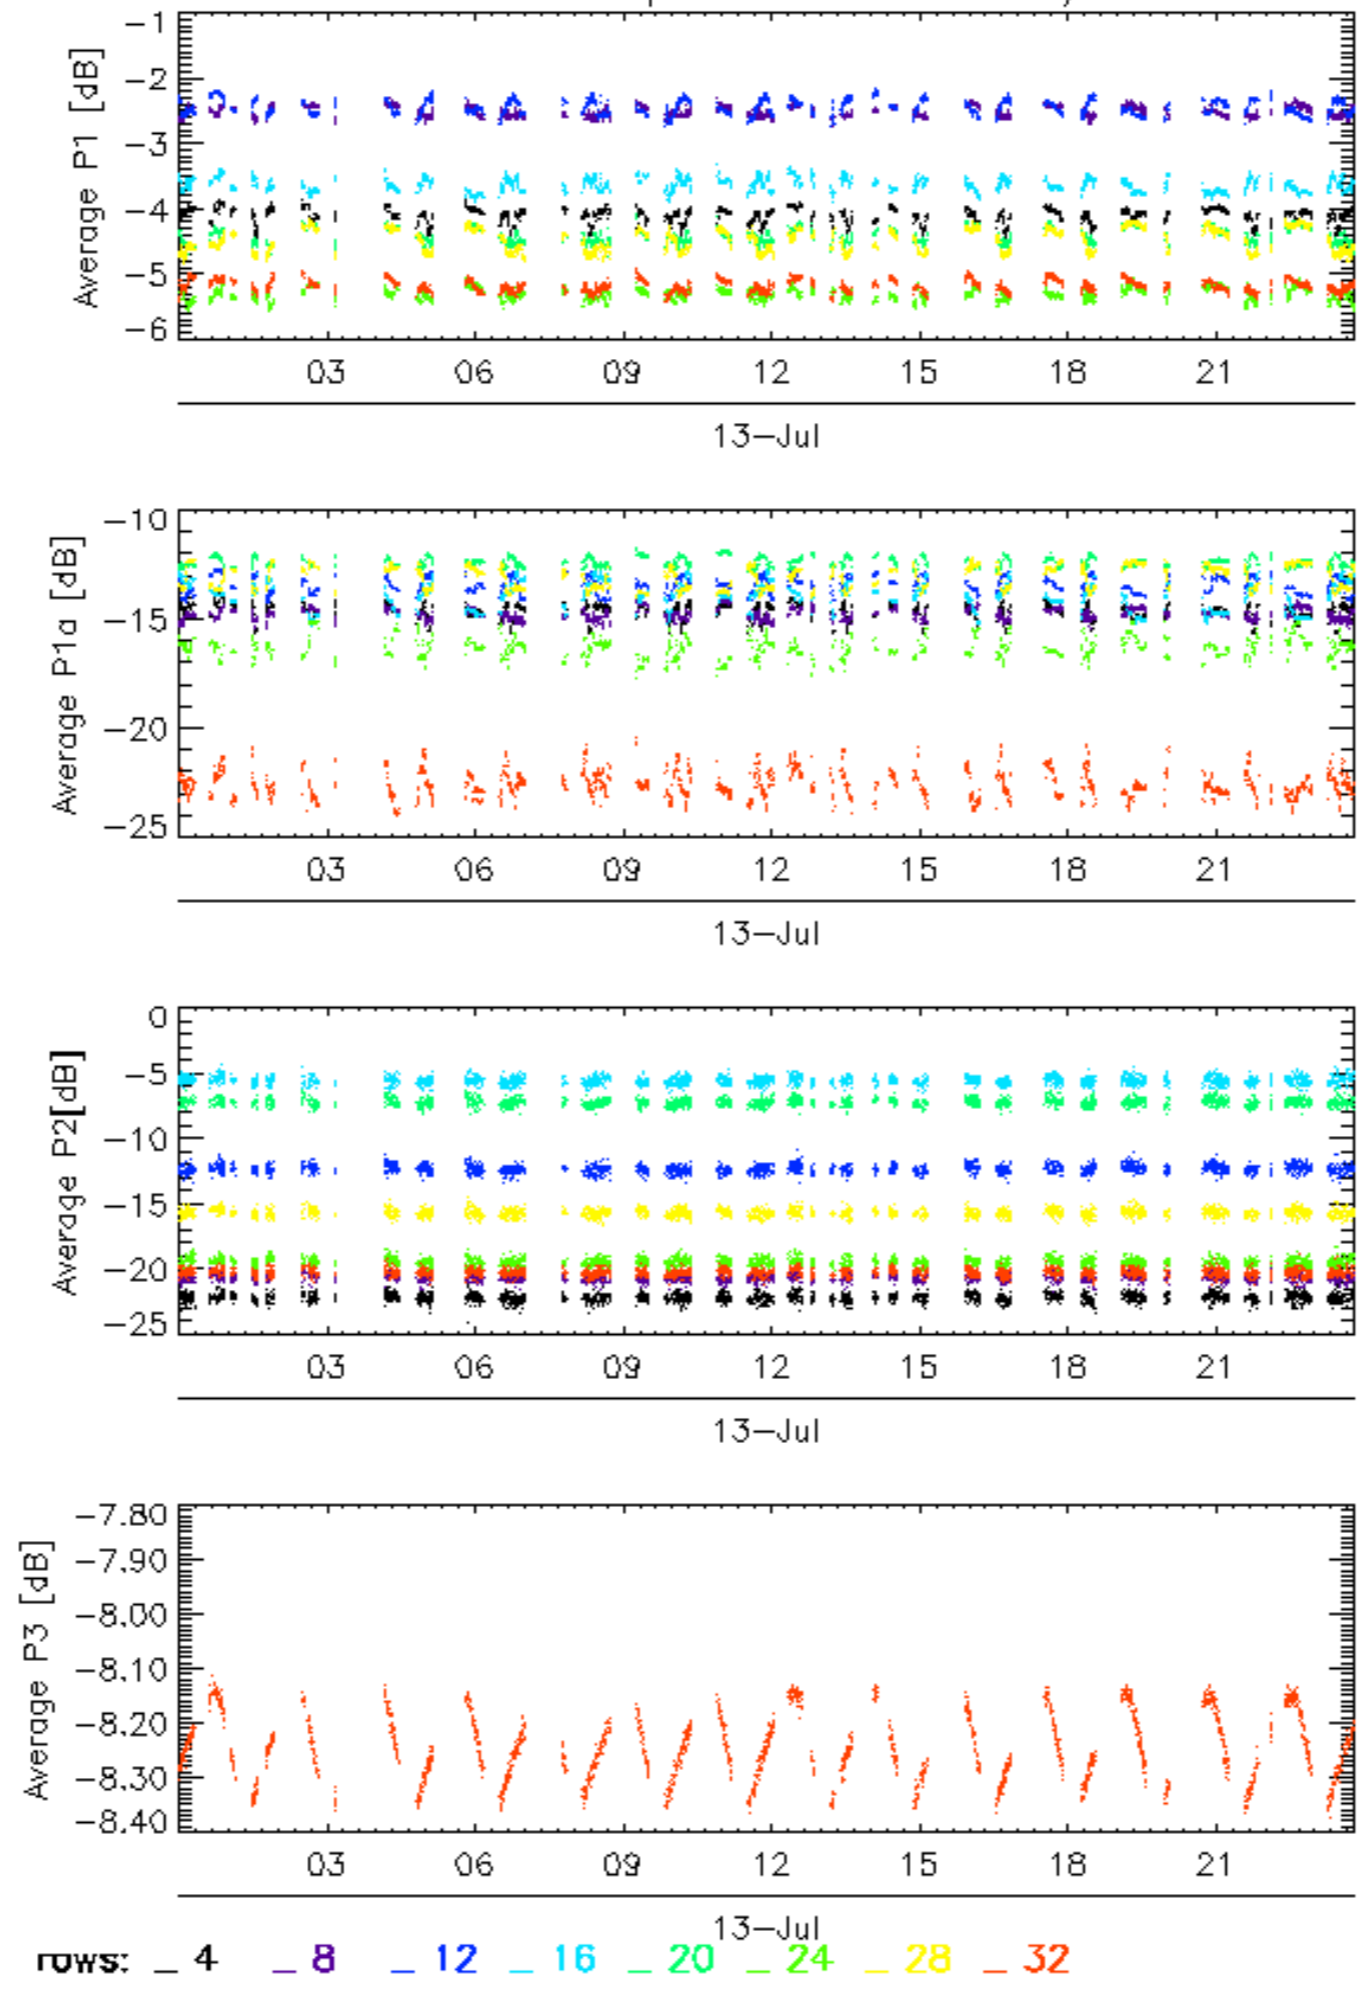 Average P1 [dB]
-1
-2
-3
-4
-5
-6
03 06 09 12 15 18 21
13-Jul
Average P1a [dB]
-10
-15
-20
-25
03 06 09 12 15 18 21
13-Jul
Average P2[dB]
0
-5
-10
-15
-20
-25
03 06 09 12 15 18 21
13-Jul
Average P3 [dB]
-7.80
-7.90
-8.00
-8.10
-8.20
-8.30
-8.40
03 06 09 12 15 18 21
13-Jul
rows: _ 4 _ 8 _ 12 _ 16 _ 20 _ 24 _ 28 _ 32